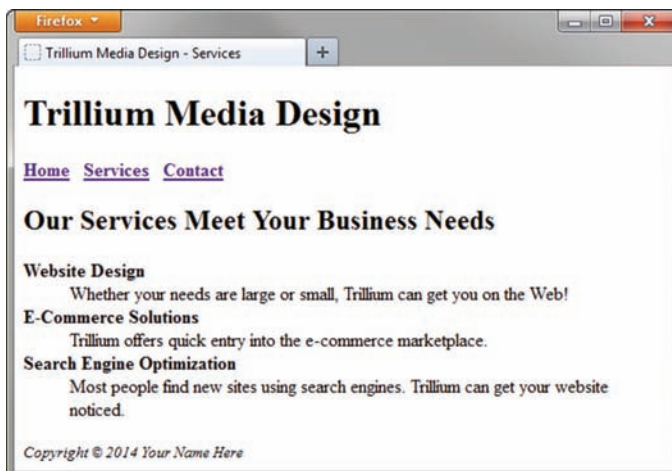 Firefox
Trillium Media Design - Services
Trillium Media Design
Home Services Contact
Our Services Meet Your Business Needs
Website Design
Whether your needs are large or small, Trillium can get you on the Web!
E-Commerce Solutions
Trillium offers quick entry into the e-commerce marketplace.
Search Engine Optimization
Most people find new sites using search engines. Trillium can get your website
noticed.
Copyright © 2014 Your Name Here